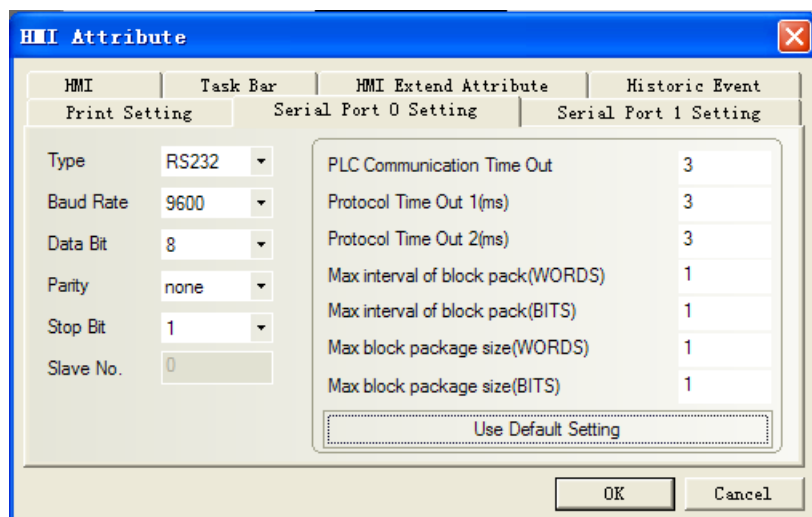 HMI Attribute
HMI Task Bar HMI Extend Attribute Historic Event
Print Setting Serial Port 0 Setting Serial Port 1 Setting
Type RS232
Baud Rate 9600
Data Bit 8
Parity none
Stop Bit 1
Slave No. 0
PLC Communication Time Out 3
Protocol Time Out 1(ms) 3
Protocol Time Out 2(ms) 3
Max interval of block pack(WORDS) 1
Max interval of block pack(BITS) 1
Max block package size(WORDS) 1
Max block package size(BITS) 1
Use Default Setting
OK Cancel